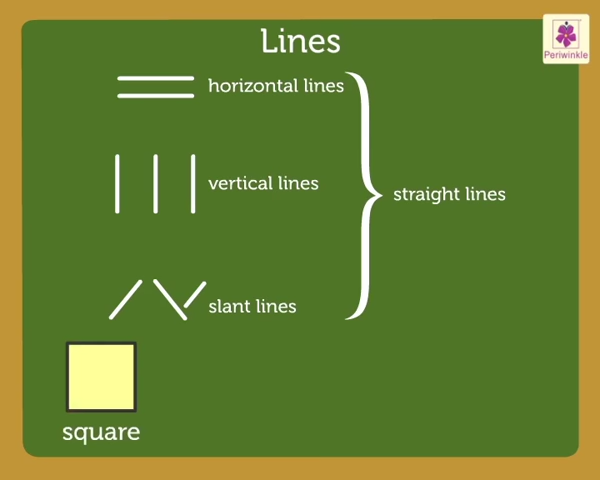 Lines
Periwinkle
horizontal lines
vertical lines
straight lines
slant lines
square